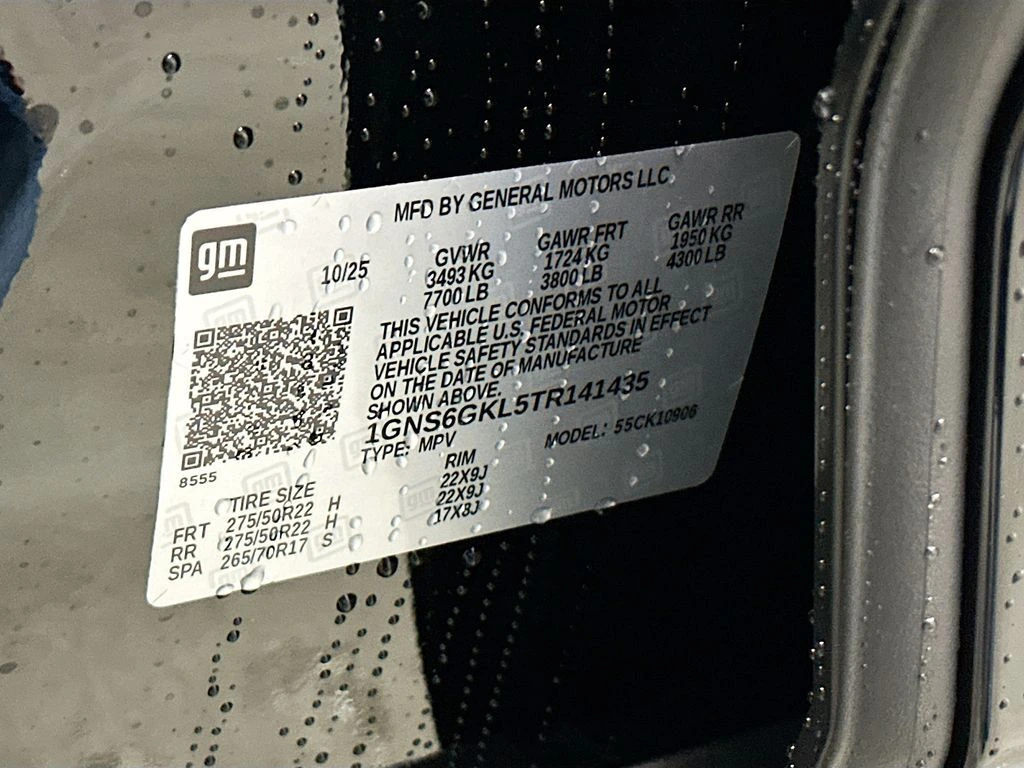 MFD BY GENERAL MOTORS LLC
gm
10/25
GVWR GAWR FRT GAWR RR
3493 KG 1724 KG 1950 KG
7700 LB 3800 LB 4300 LB
THIS VEHICLE CONFORMS TO ALL
APPLICABLE U.S. FEDERAL MOTOR
VEHICLE SAFETY STANDARDS IN EFFECT
ON THE DATE OF MANUFACTURE
SHOWN ABOVE.
1GNS6GKL5TR141435
TYPE: MPV MODEL: 55CK10906
8555
TIRE SIZE RIM
FRT 275/50R22 H 22X9J
RR 275/50R22 H 22X9J
SPA 265/70R17 S 17X8J